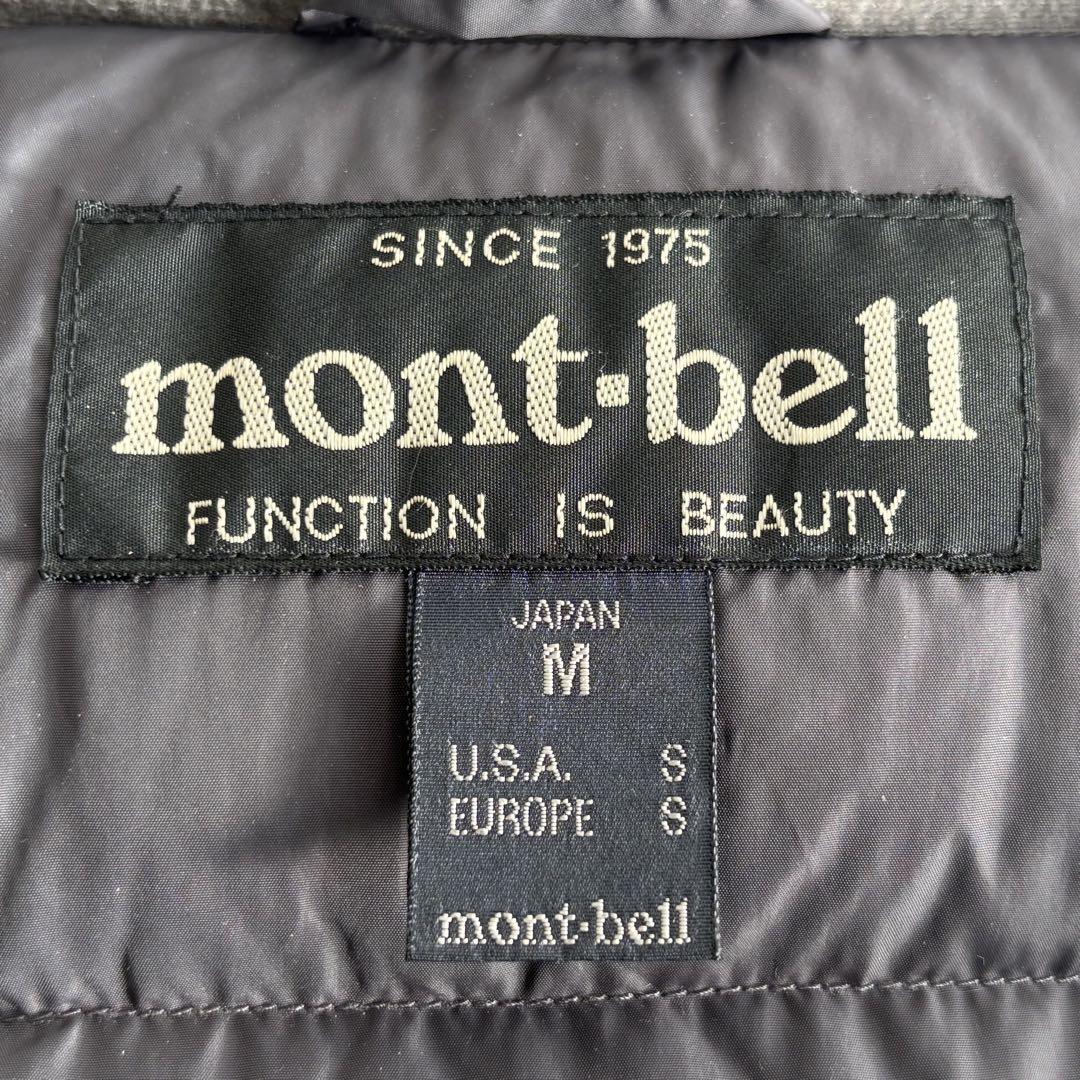 SINCE 1975
mont-bell
FUNCTION IS BEAUTY
JAPAN
M
U.S.A. S
EUROPE S
mont-bell